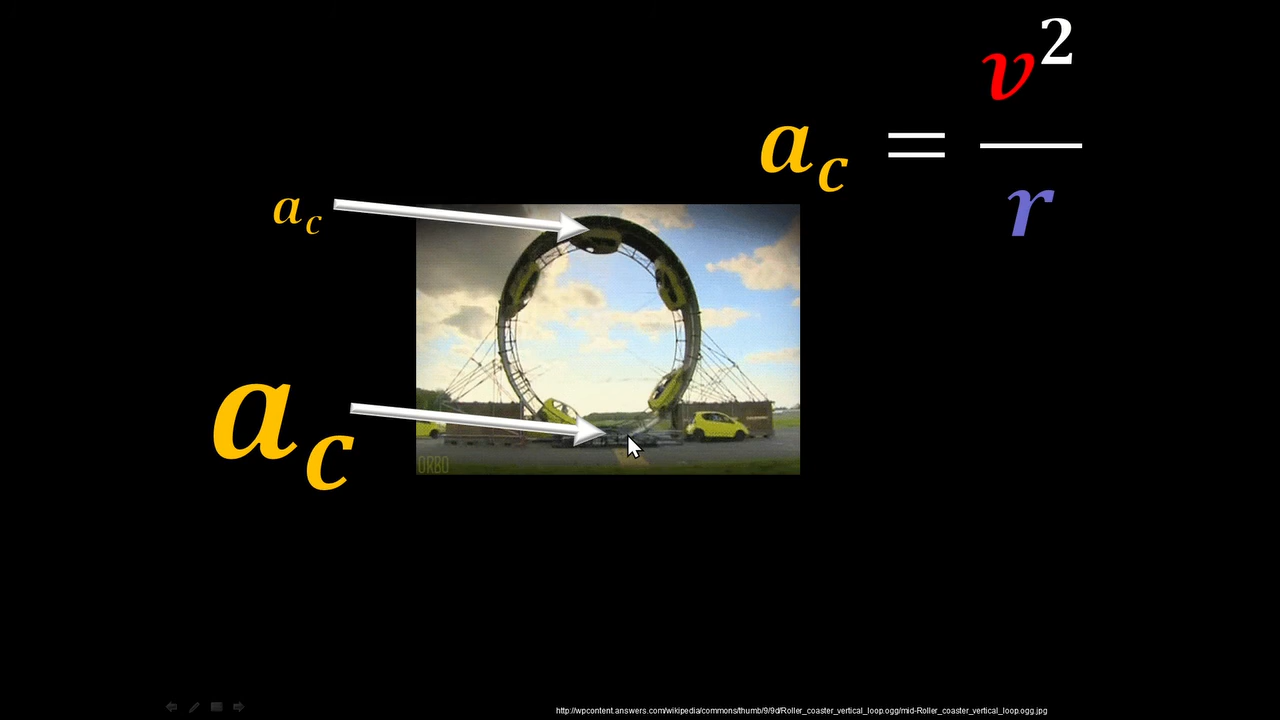 a_c = v²/r
a_c
a_c
ORBO
http://wpcontent.answers.com/wikipedia/commons/thumb/9/9d/Roller_coaster_vertical_loop.ogg/mid-Roller_coaster_vertical_loop.ogg.jpg